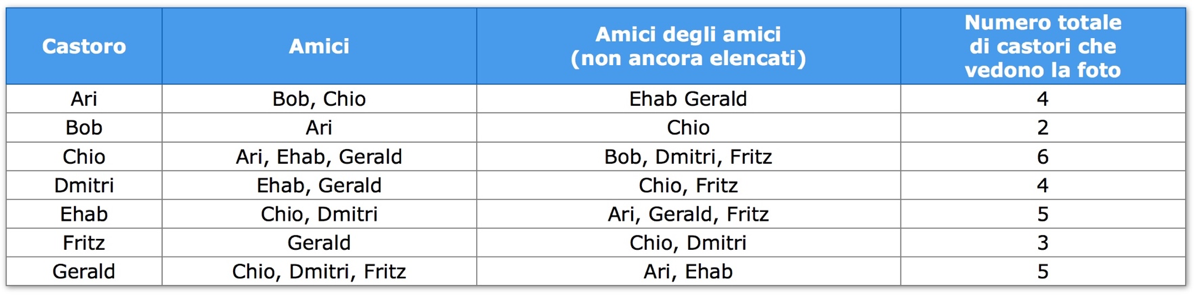 Castoro Amici Amici degli amici (non ancora elencati) Numero totale di castori che vedono la foto
Ari Bob, Chio Ehab Gerald 4
Bob Ari Chio 2
Chio Ari, Ehab, Gerald Bob, Dmitri, Fritz 6
Dmitri Ehab, Gerald Chio, Fritz 4
Ehab Chio, Dmitri Ari, Gerald, Fritz 5
Fritz Gerald Chio, Dmitri 3
Gerald Chio, Dmitri, Fritz Ari, Ehab 5